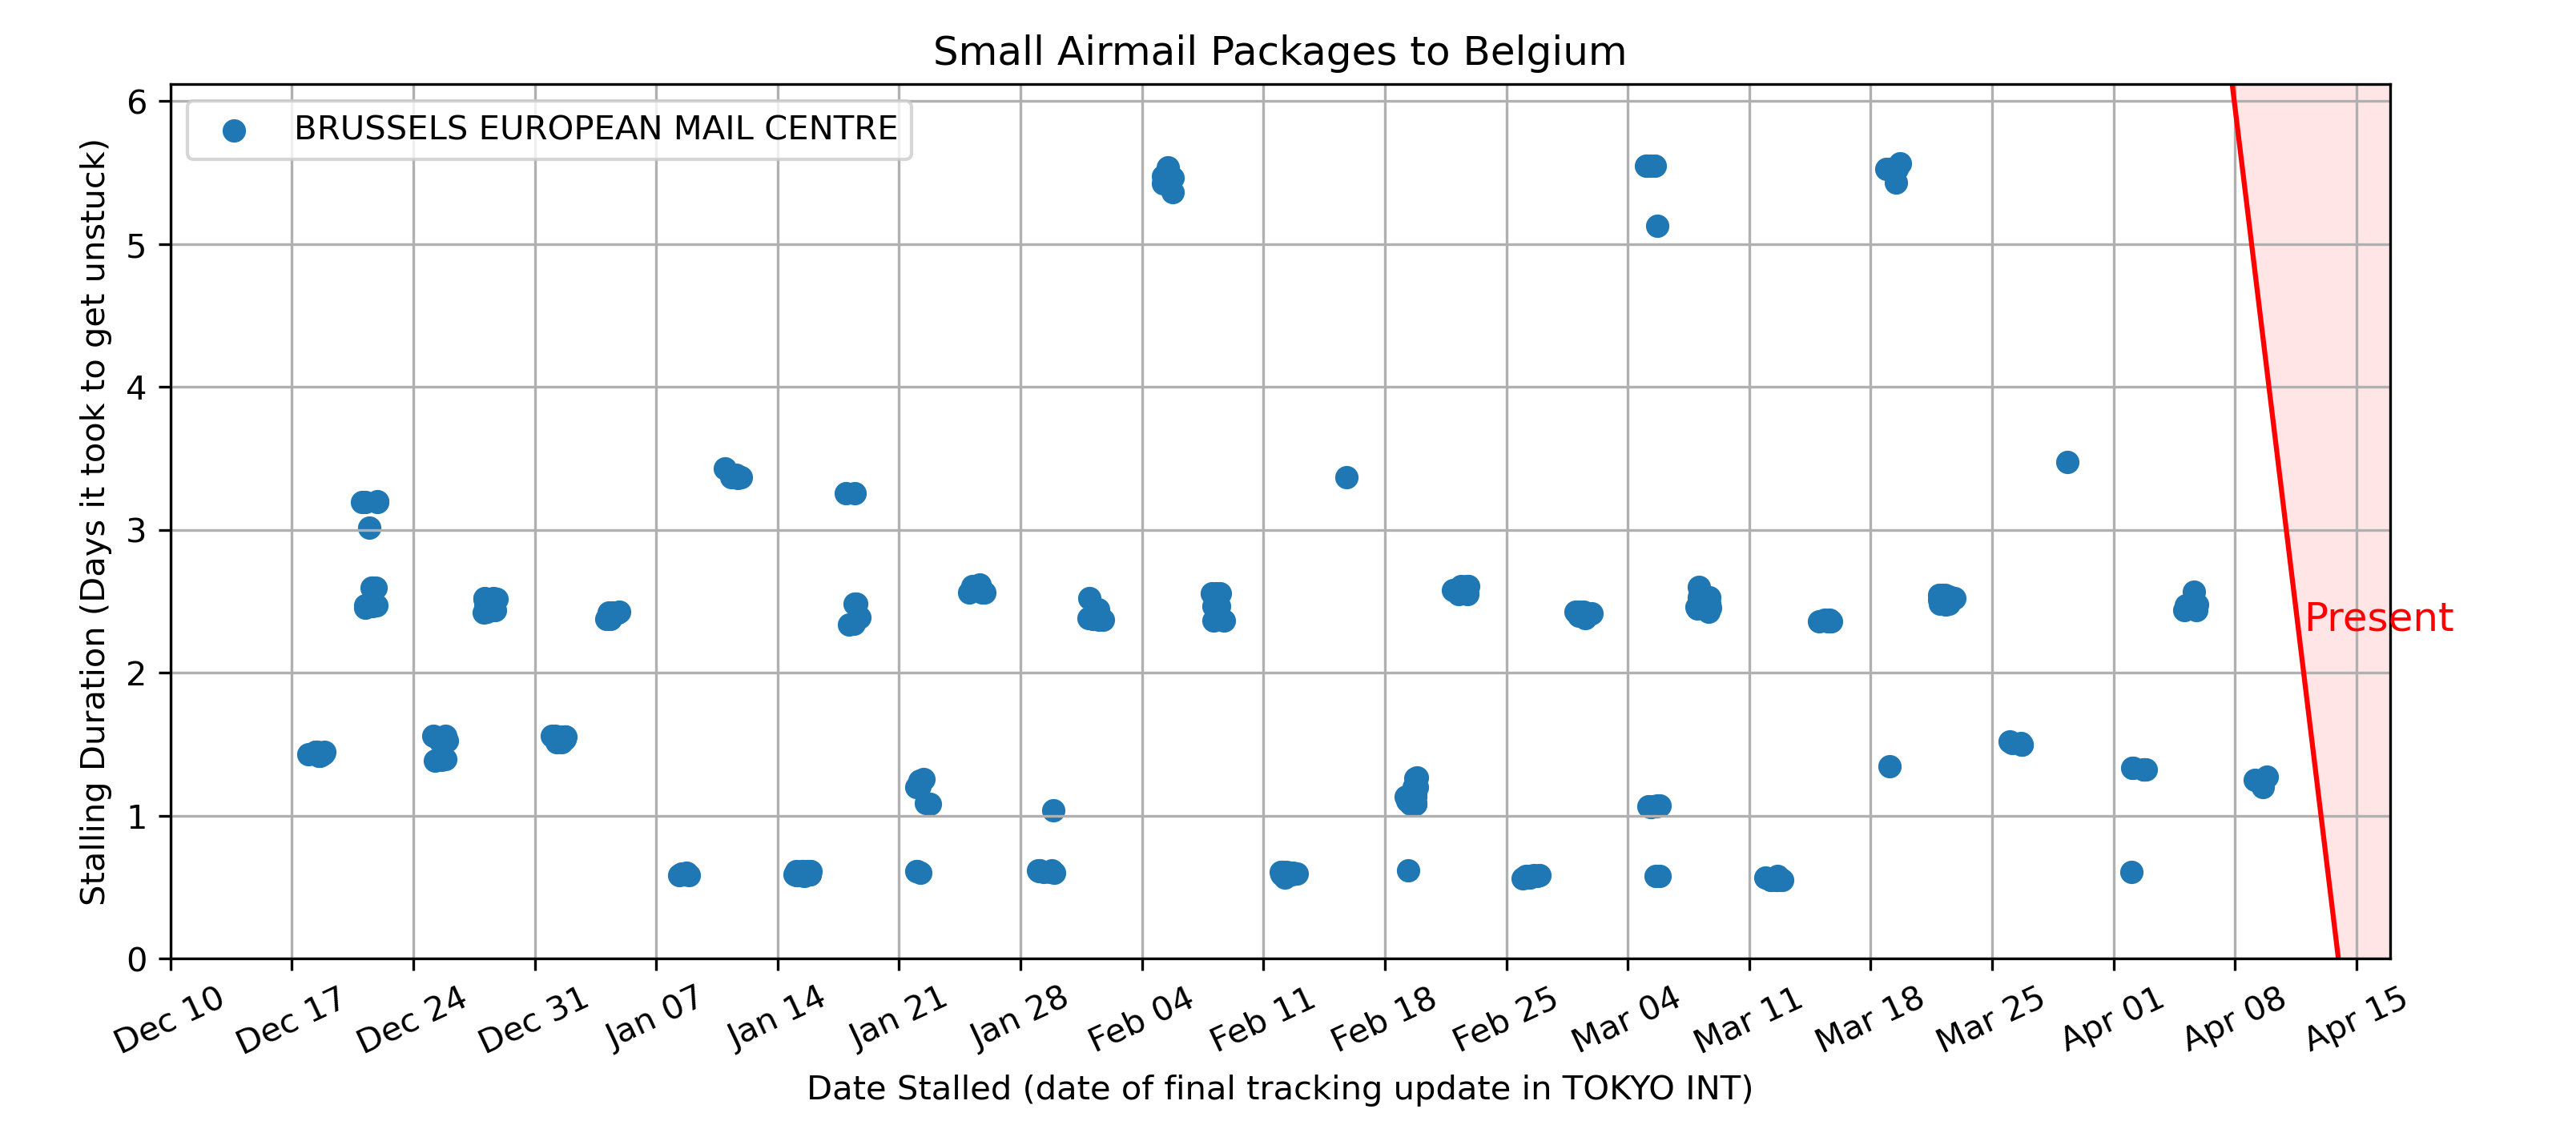 Small Airmail Packages to Belgium
BRUSSELS EUROPEAN MAIL CENTRE
Stalling Duration (Days it took to get unstuck)
6
5
4
3
2
1
0
Present
Dec 10
Dec 17
Dec 24
Dec 31
Jan 07
Jan 14
Jan 21
Jan 28
Feb 04
Feb 11
Feb 18
Feb 25
Mar 04
Mar 11
Mar 18
Mar 25
Apr 01
Apr 08
Apr 15
Date Stalled (date of final tracking update in TOKYO INT)